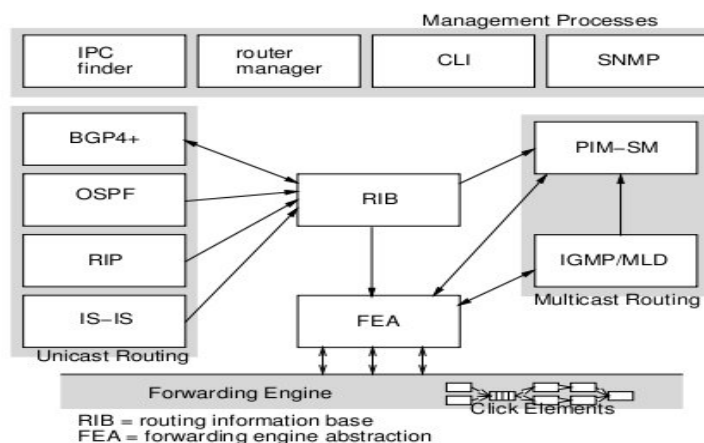 Management Processes
IPC
finder
router
manager
CLI
SNMP
BGP4+
OSPF
RIP
IS–IS
Unicast Routing
RIB
FEA
PIM–SM
IGMP/MLD
Multicast Routing
Forwarding Engine
Click Elements
RIB = routing information base
FEA = forwarding engine abstraction